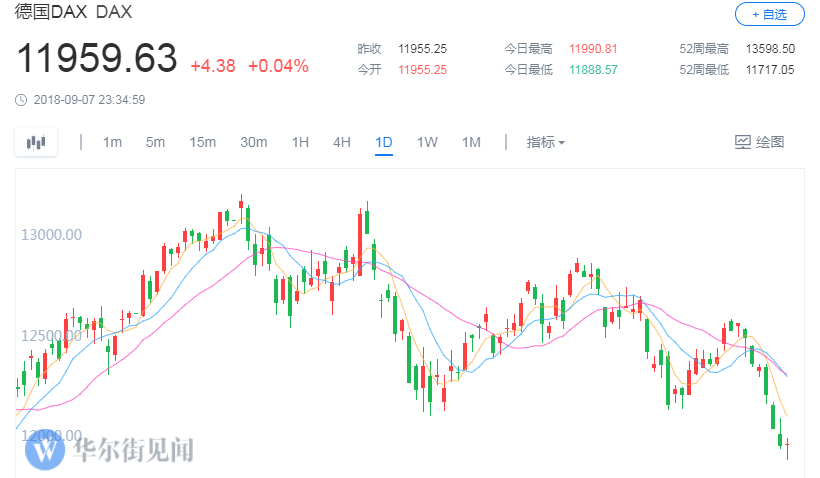 德国DAX DAX
+ 自选
11959.63 +4.38 +0.04%
昨收 11955.25 今日最高 11990.81 52周最高 13598.50
今开 11955.25 今日最低 11888.57 52周最低 11717.05
2018-09-07 23:34:59
1m 5m 15m 30m 1H 4H 1D 1W 1M 指标 绘图
13000.00
12500.00
12000.00
W 华尔街见闻